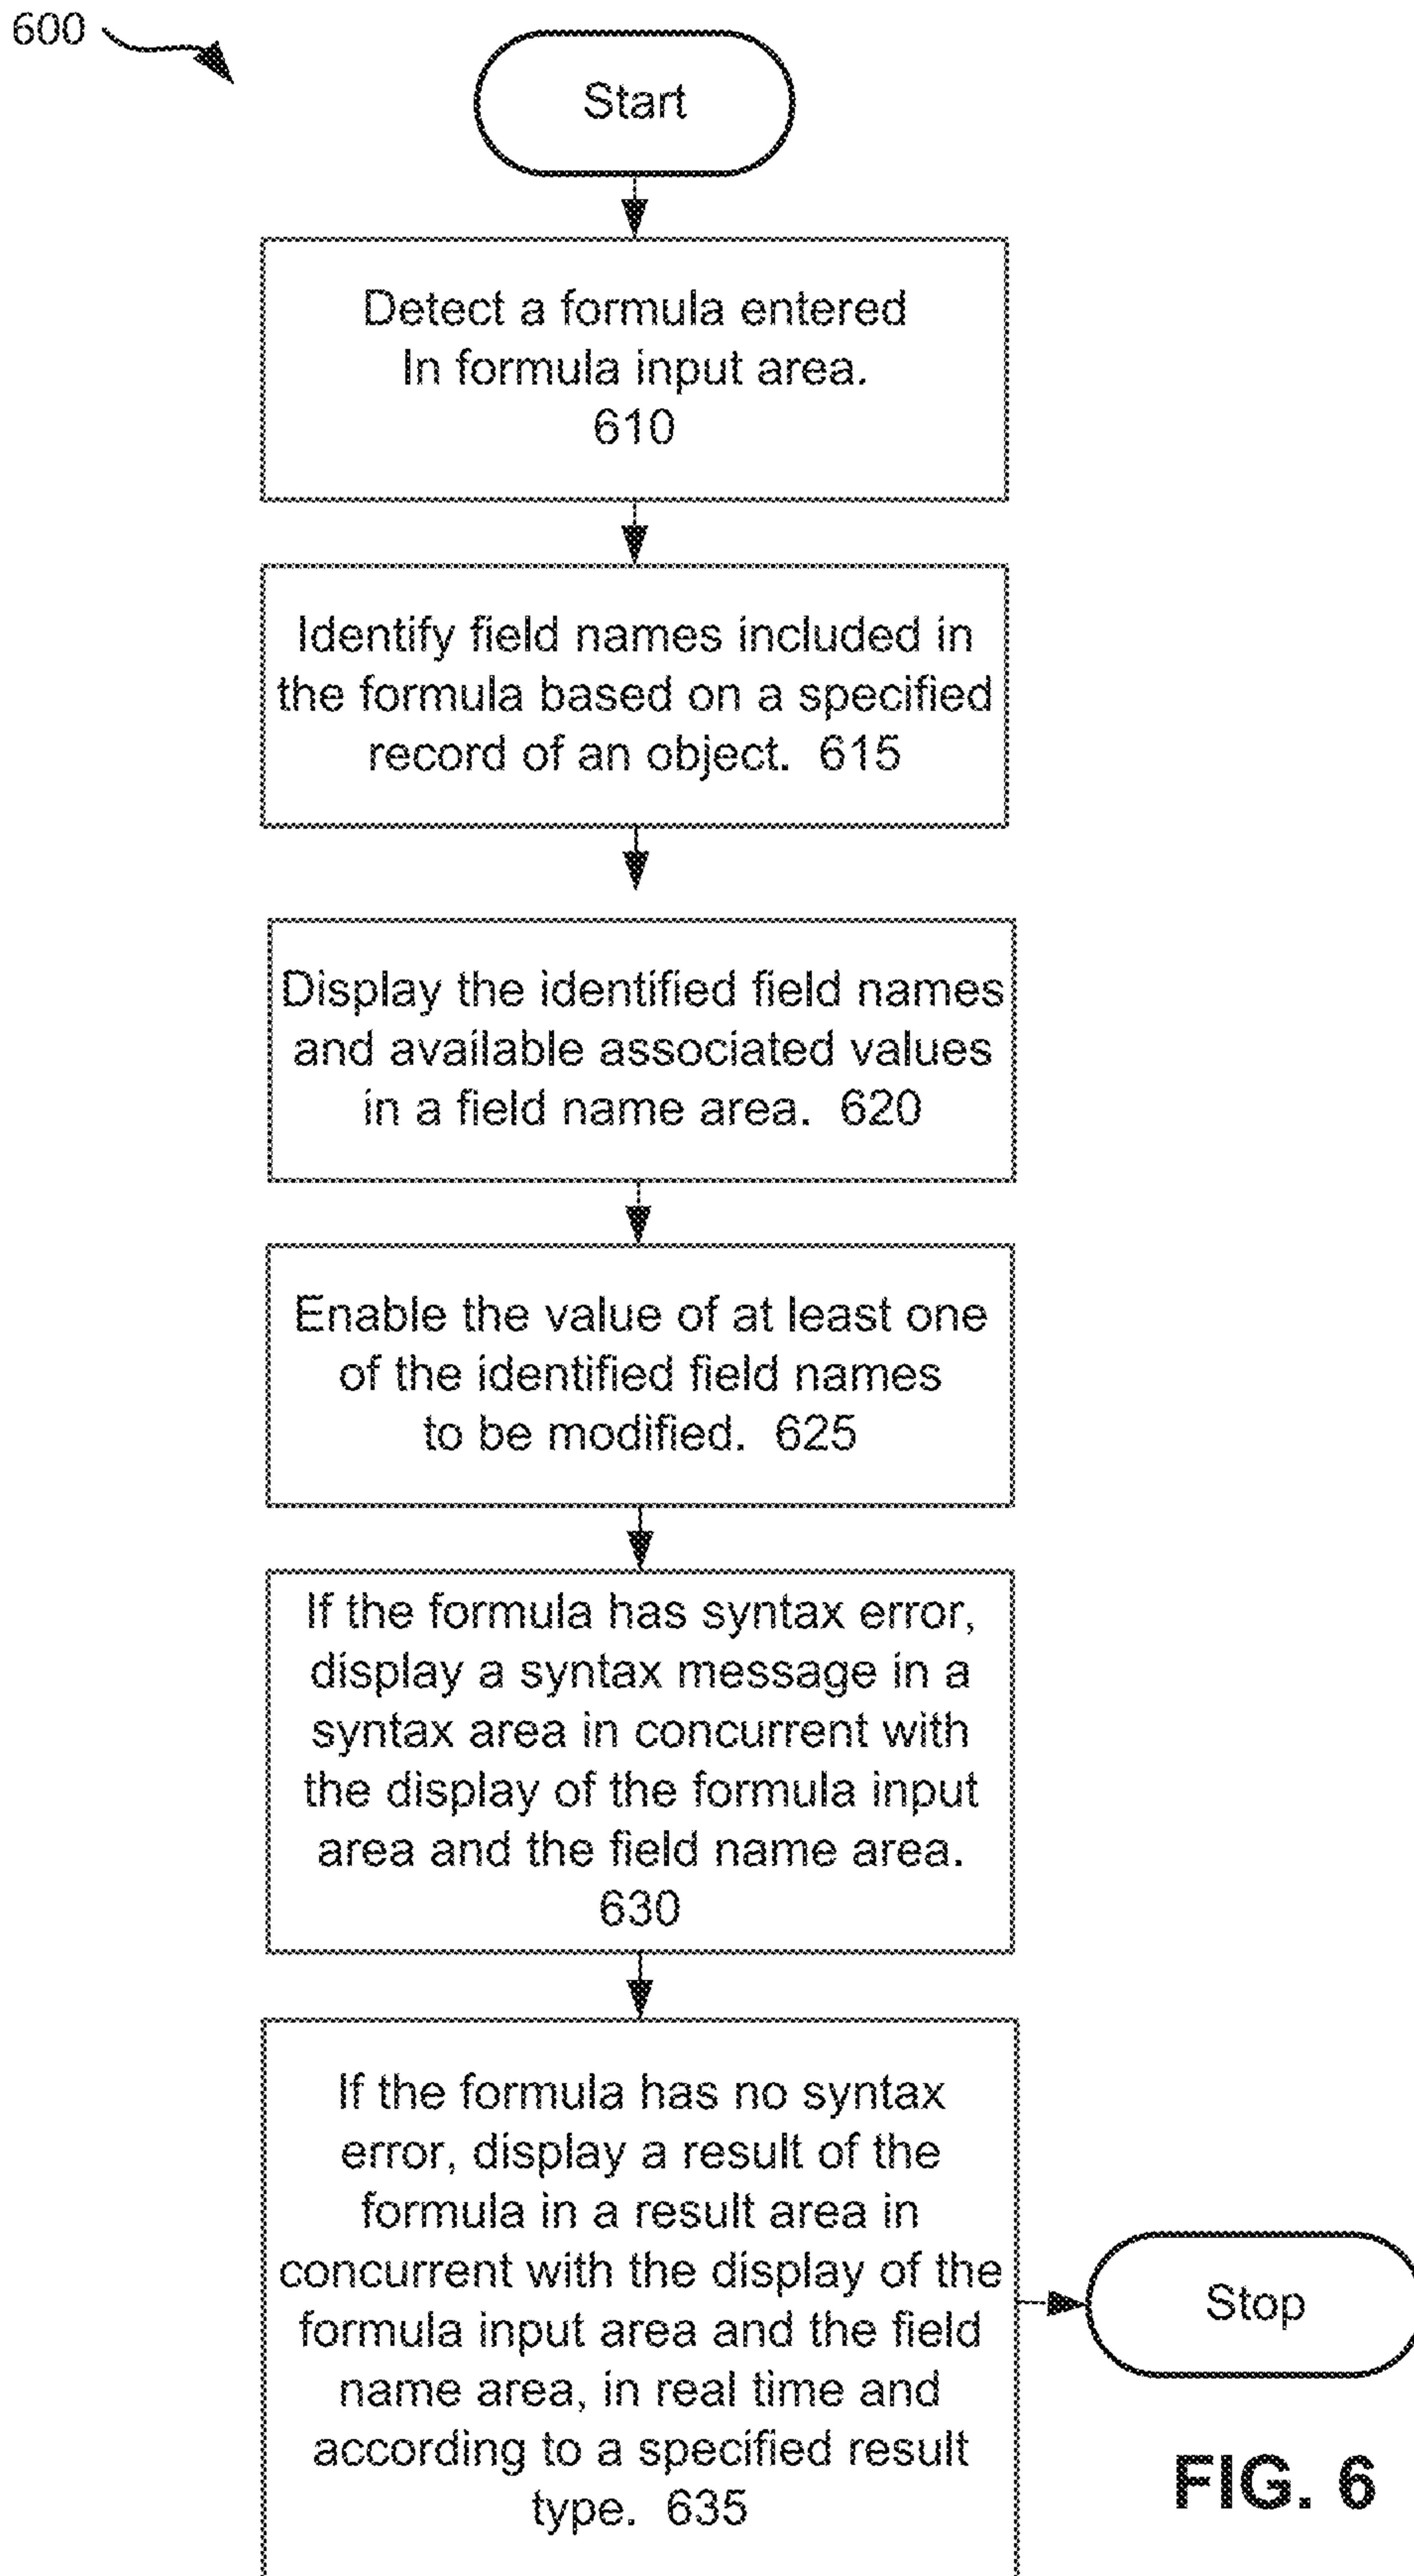 600
Start
Detect a formula entered
In formula input area.
610
Identify field names included in
the formula based on a specified
record of an object. 615
Display the identified field names
and available associated values
in a field name area. 620
Enable the value of at least one
of the identified field names
to be modified. 625
If the formula has syntax error,
display a syntax message in a
syntax area in concurrent with
the display of the formula input
area and the field name area.
630
If the formula has no syntax
error, display a result of the
formula in a result area in
concurrent with the display of the
formula input area and the field
name area, in real time and
according to a specified result
type. 635
Stop
FIG. 6